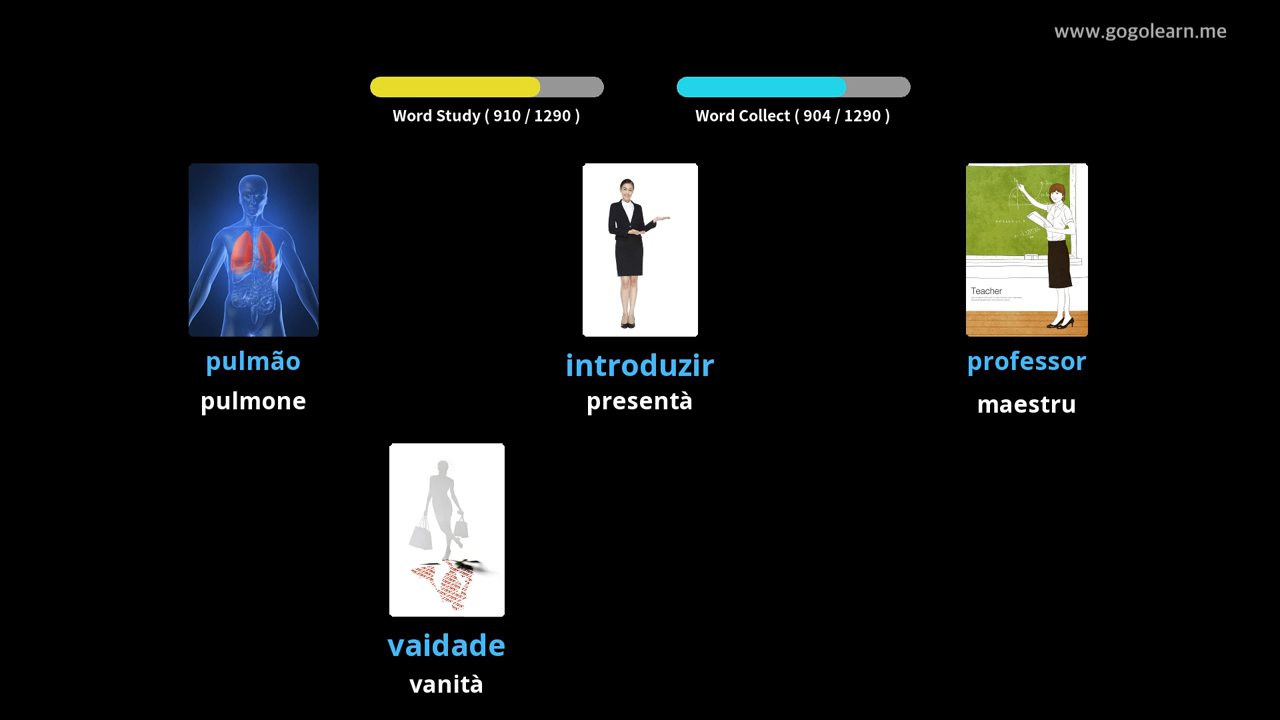 www.gogolearn.me
Word Study ( 910 / 1290 )
Word Collect ( 904 / 1290 )
Teacher
pulmão
introduzir
professor
pulmone
presentà
maestru
vaidade
vanità